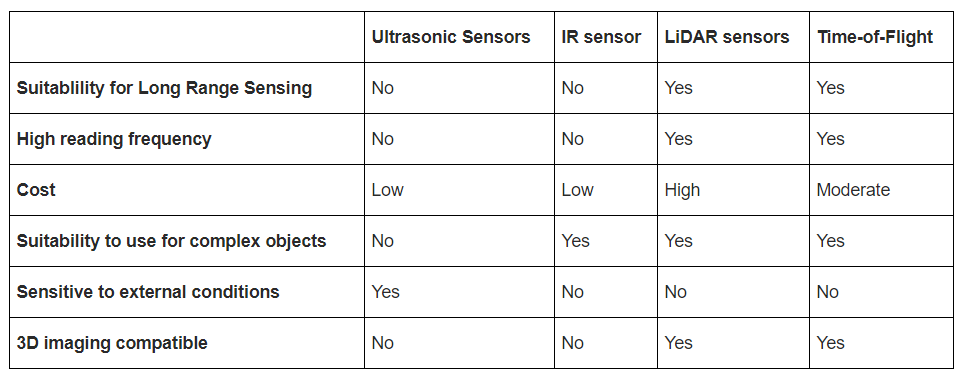 Ultrasonic Sensors IR sensor LiDAR sensors Time-of-Flight
Suitablility for Long Range Sensing No No Yes Yes
High reading frequency No No Yes Yes
Cost Low Low High Moderate
Suitability to use for complex objects No Yes Yes Yes
Sensitive to external conditions Yes No No No
3D imaging compatible No No Yes Yes